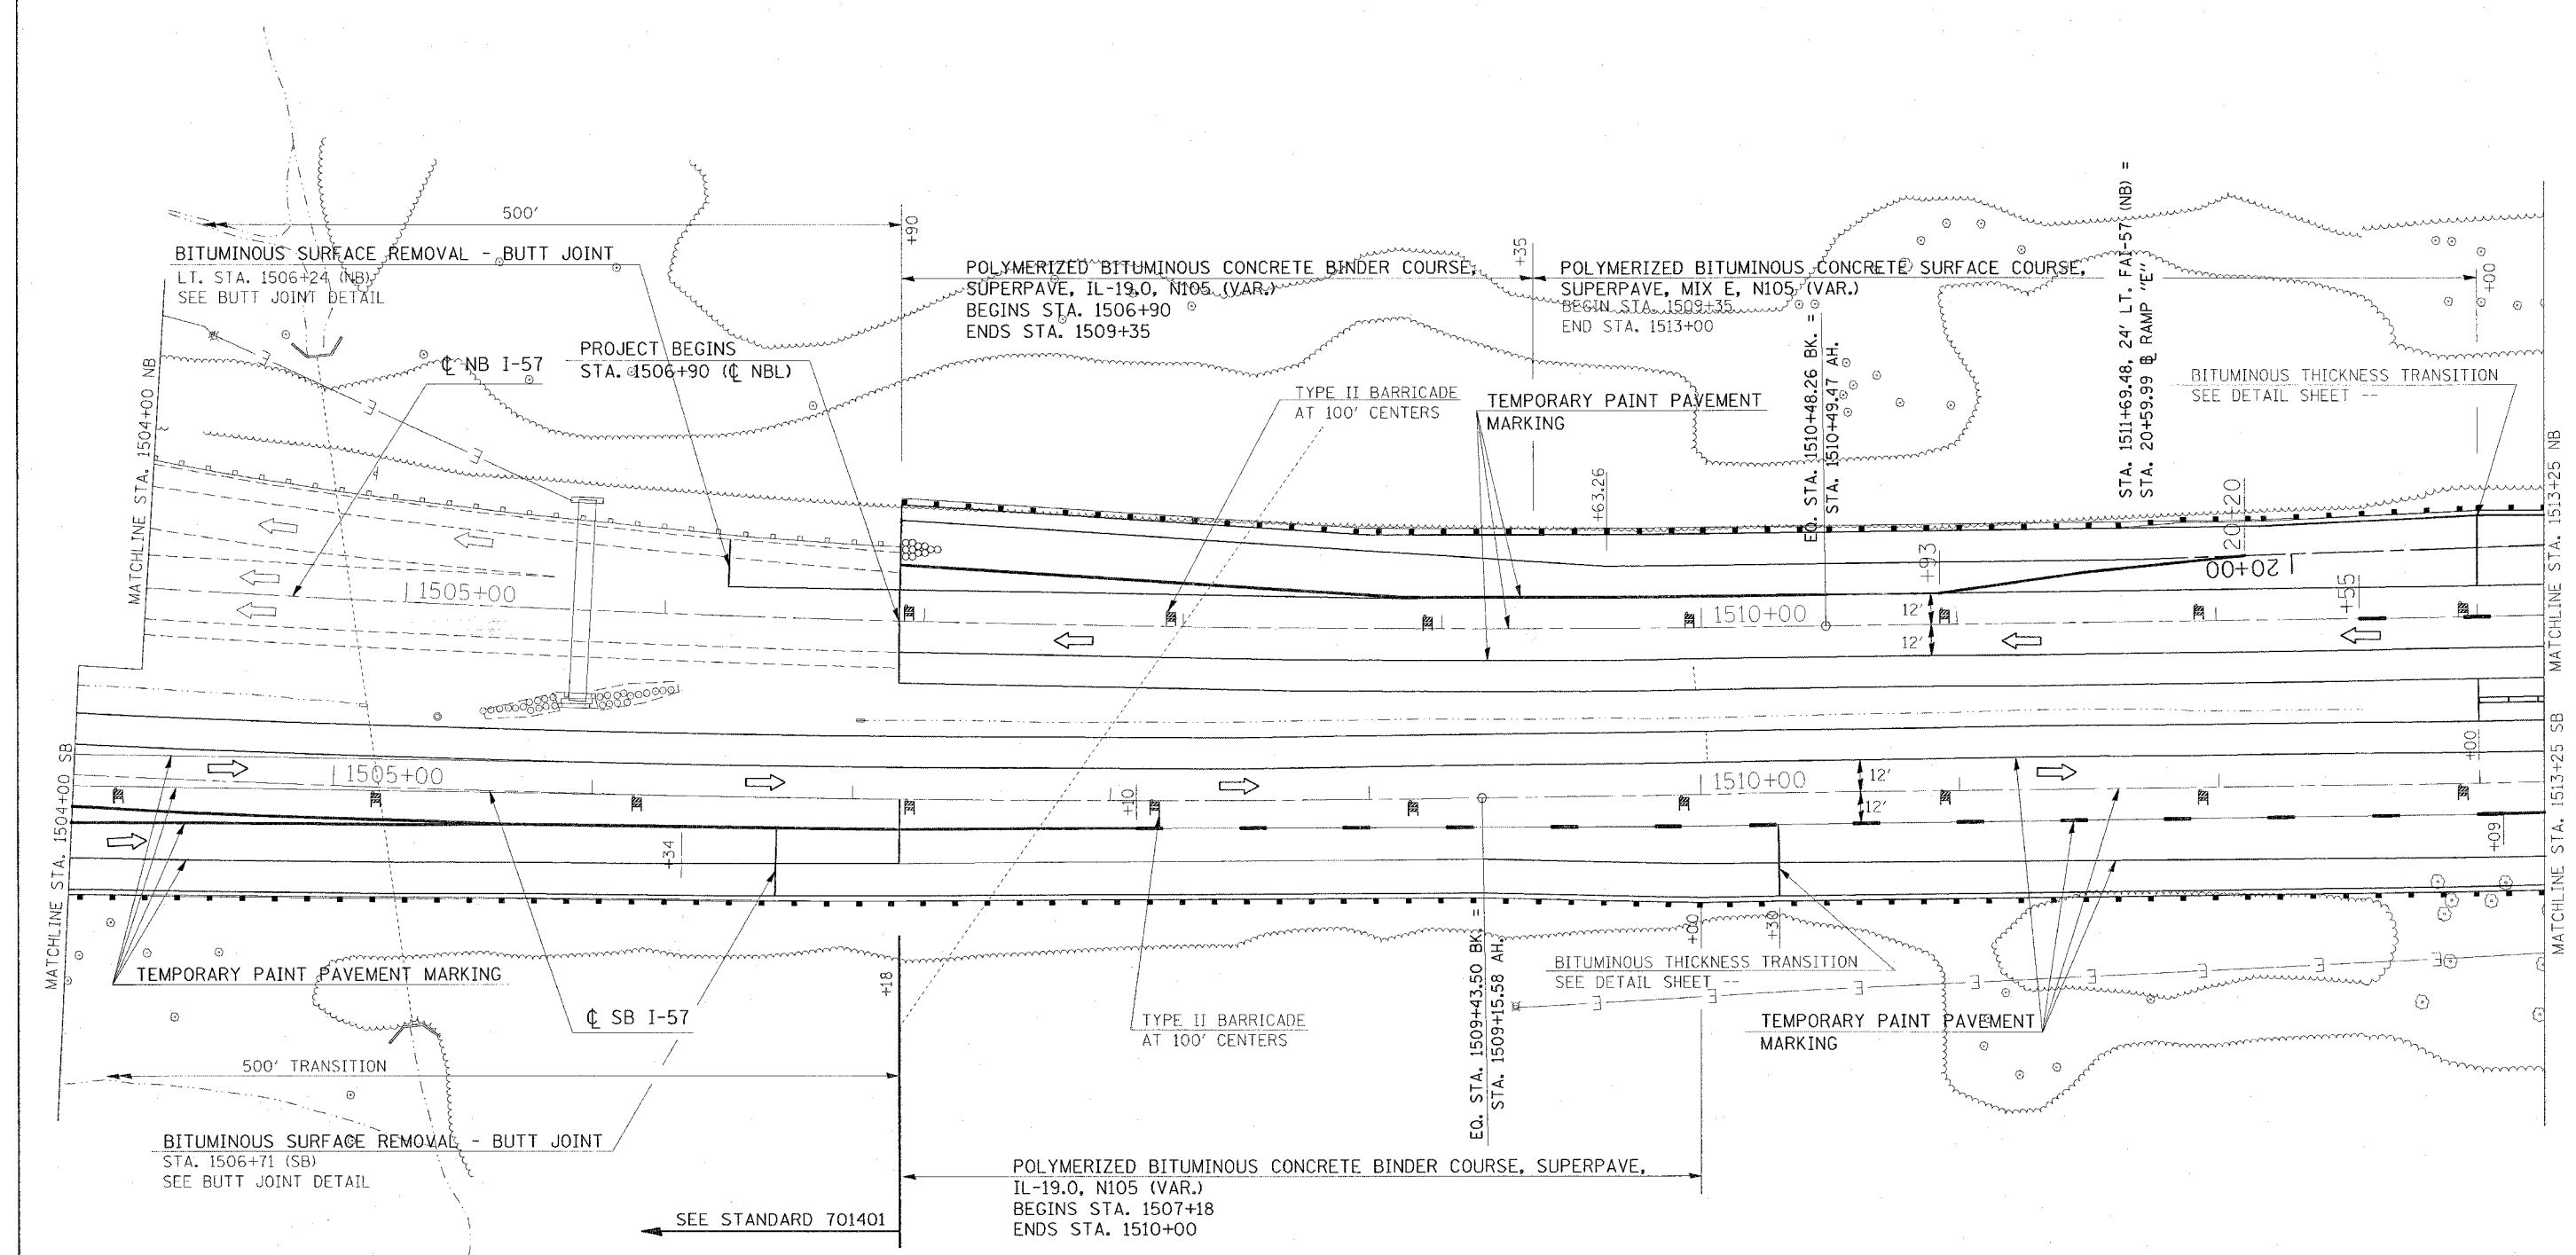 500'
+90
BITUMINOUS SURFACE REMOVAL - BUTT JOINT
LT. STA. 1506+24 (NB)
SEE BUTT JOINT DETAIL
POLYMERIZED BITUMINOUS CONCRETE BINDER COURSE,
SUPERPAVE, IL-19.0, N105 (VAR.)
BEGINS STA. 1506+90
ENDS STA. 1509+35
+35
POLYMERIZED BITUMINOUS CONCRETE SURFACE COURSE,
SUPERPAVE, MIX E, N105 (VAR.)
BEGIN STA. 1509+35
END STA. 1513+00
+00
STA. 1511+69.48, 24' LT. FAI-57 (NB) =
STA. 20+59.99 ⅊ RAMP "E"
EQ. STA. 1510+48.26 BK. =
STA. 1510+49.47 AH.
MATCHLINE STA. 1504+00 NB
℄ NB I-57
PROJECT BEGINS
STA. 1506+90 (℄ NBL)
TYPE II BARRICADE
AT 100' CENTERS
TEMPORARY PAINT PAVEMENT
MARKING
BITUMINOUS THICKNESS TRANSITION
SEE DETAIL SHEET --
MATCHLINE STA. 1513+25 NB
+63.26
20+20
20+00
+93
+55
1505+00
1510+00
12'
12'
MATCHLINE STA. 1504+00 SB
1505+00
1510+00
12'
12'
+10
+34
+00
+09
MATCHLINE STA. 1513+25 SB
TEMPORARY PAINT PAVEMENT MARKING
℄ SB I-57
+18
+00
+30
EQ. STA. 1509+43.50 BK. =
STA. 1509+15.58 AH.
BITUMINOUS THICKNESS TRANSITION
SEE DETAIL SHEET --
TYPE II BARRICADE
AT 100' CENTERS
TEMPORARY PAINT PAVEMENT
MARKING
500' TRANSITION
BITUMINOUS SURFACE REMOVAL - BUTT JOINT
STA. 1506+71 (SB)
SEE BUTT JOINT DETAIL
POLYMERIZED BITUMINOUS CONCRETE BINDER COURSE, SUPERPAVE,
IL-19.0, N105 (VAR.)
BEGINS STA. 1507+18
ENDS STA. 1510+00
SEE STANDARD 701401